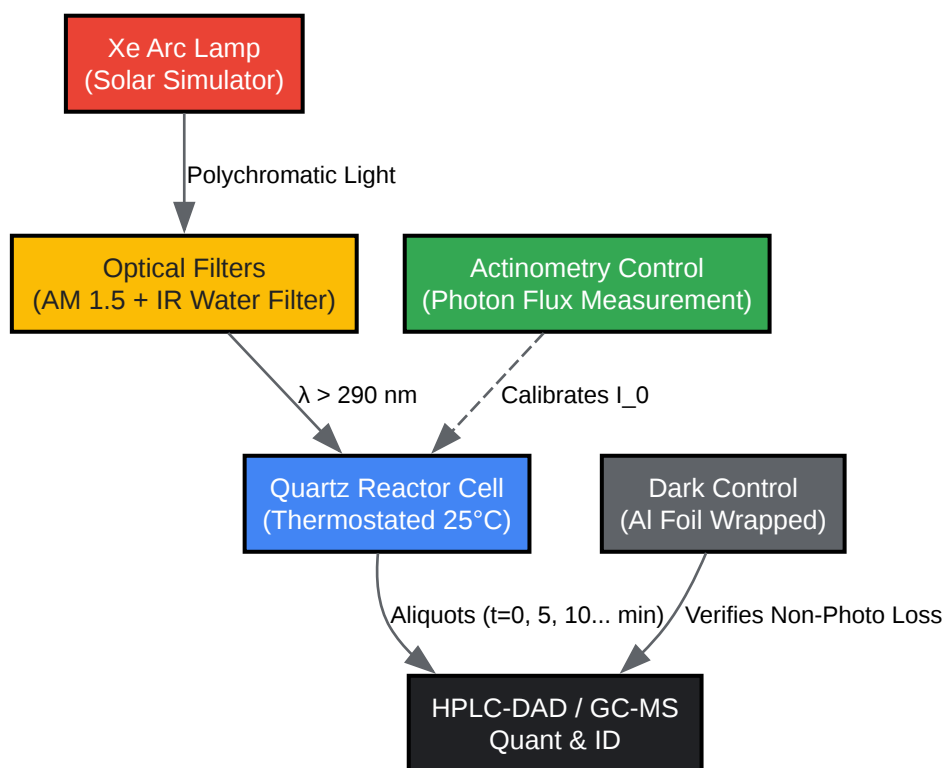 Xe Arc Lamp
(Solar Simulator)
Polychromatic Light
Optical Filters
(AM 1.5 + IR Water Filter)
Actinometry Control
(Photon Flux Measurement)
λ > 290 nm
Calibrates I_0
Quartz Reactor Cell
(Thermostated 25°C)
Dark Control
(Al Foil Wrapped)
Aliquots (t=0, 5, 10... min)
Verifies Non-Photo Loss
HPLC-DAD / GC-MS
Quant & ID